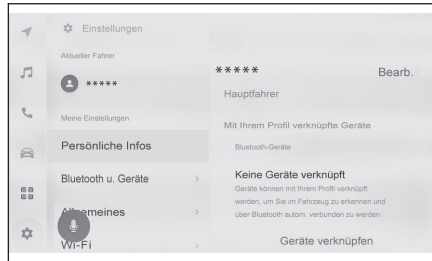 Einstellungen
Aktueller Fahrer
*****
Meine Einstellungen
Persönliche Infos
Bluetooth u. Geräte
Allgemeines
Wi-Fi
*****
Bearb.
Hauptfahrer
Mit Ihrem Profil verknüpfte Geräte
Bluetooth-Geräte
Keine Geräte verknüpft
Geräte können mit Ihrem Profil verknüpft
werden, um Sie im Fahrzeug zu erkennen und
über Bluetooth autom. verbunden zu werden.
Geräte verknüpfen